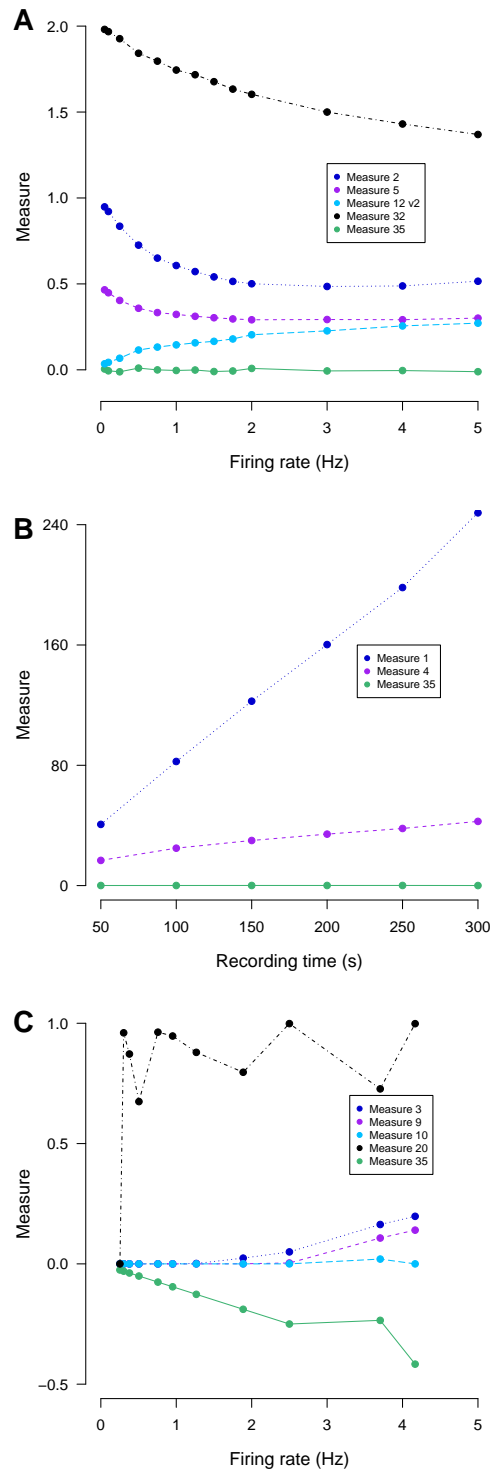 A
2.0
1.5
1.0
0.5
0.0
Measure
Measure 2
Measure 5
Measure 12 v2
Measure 32
Measure 35
0 1 2 3 4 5
Firing rate (Hz)
B
240
160
80
0
Measure
Measure 1
Measure 4
Measure 35
50 100 150 200 250 300
Recording time (s)
C
1.0
0.5
0.0
−0.5
Measure
Measure 3
Measure 9
Measure 10
Measure 20
Measure 35
0 1 2 3 4 5
Firing rate (Hz)